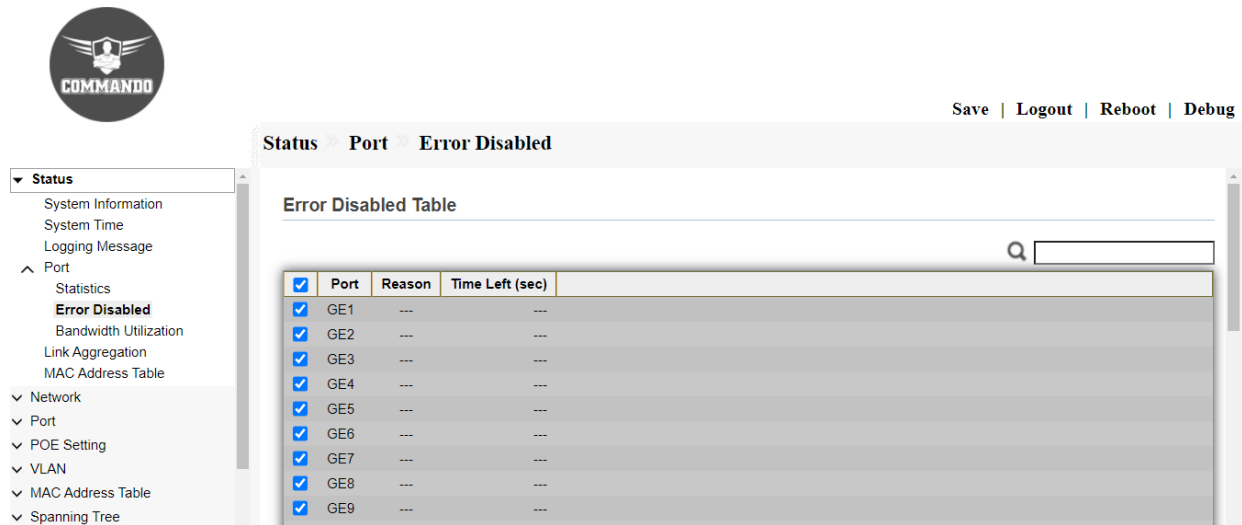 COMMANDO
Save | Logout | Reboot | Debug
Status » Port » Error Disabled
Status
System Information
System Time
Logging Message
Port
Statistics
Error Disabled
Bandwidth Utilization
Link Aggregation
MAC Address Table
Network
Port
POE Setting
VLAN
MAC Address Table
Spanning Tree
Error Disabled Table
Port Reason Time Left (sec)
GE1 --- ---
GE2 --- ---
GE3 --- ---
GE4 --- ---
GE5 --- ---
GE6 --- ---
GE7 --- ---
GE8 --- ---
GE9 --- ---